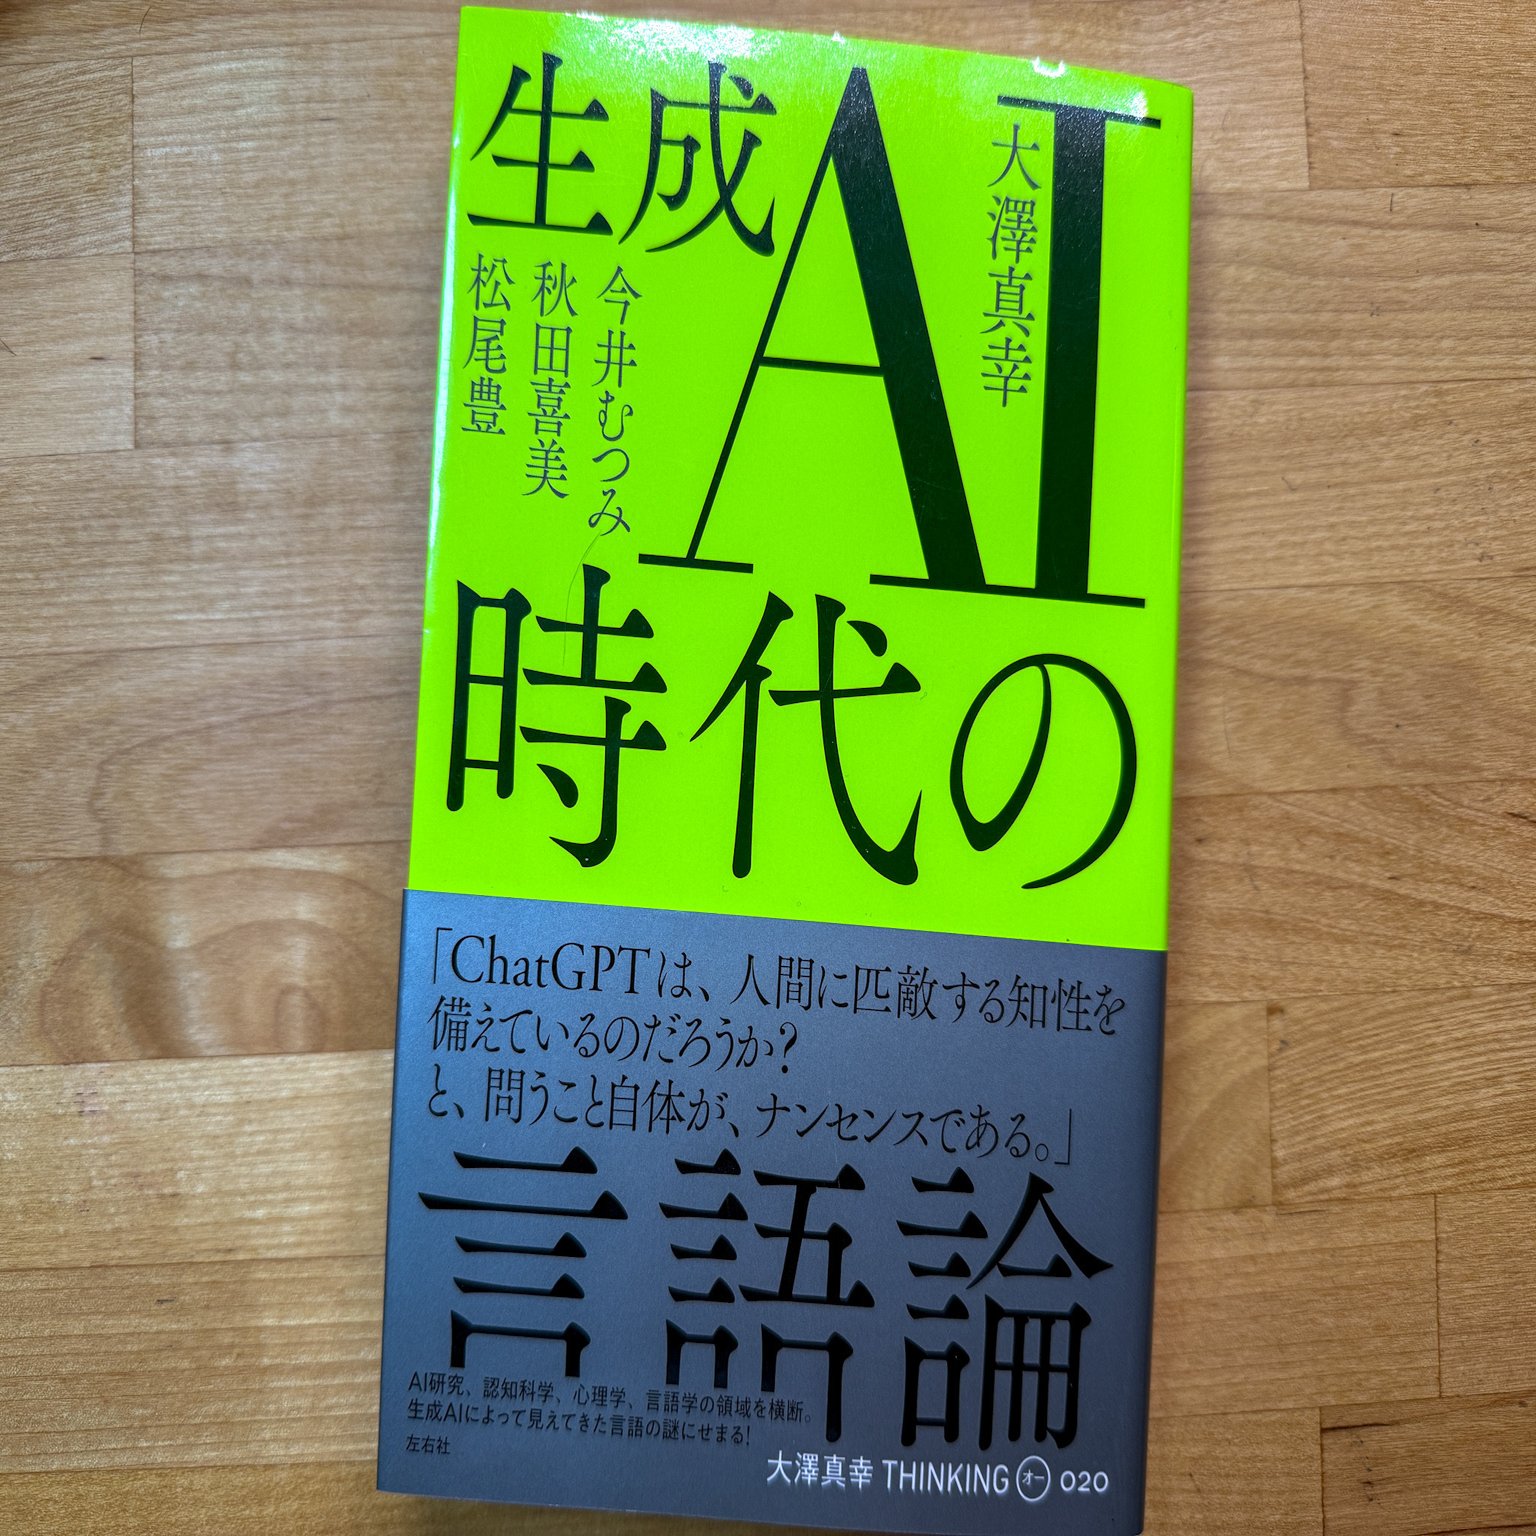 生成AI
大澤真幸
今井むつみ
秋田喜美
松尾豊
時代の
「ChatGPTは、人間に匹敵する知性を
備えているのだろうか?
と、問うこと自体が、ナンセンスである。」
言語論
AI研究、認知科学、心理学、言語学の領域を横断。
生成AIによって見えてきた言語の謎にせまる!
左右社
大澤真幸 THINKING オー 020